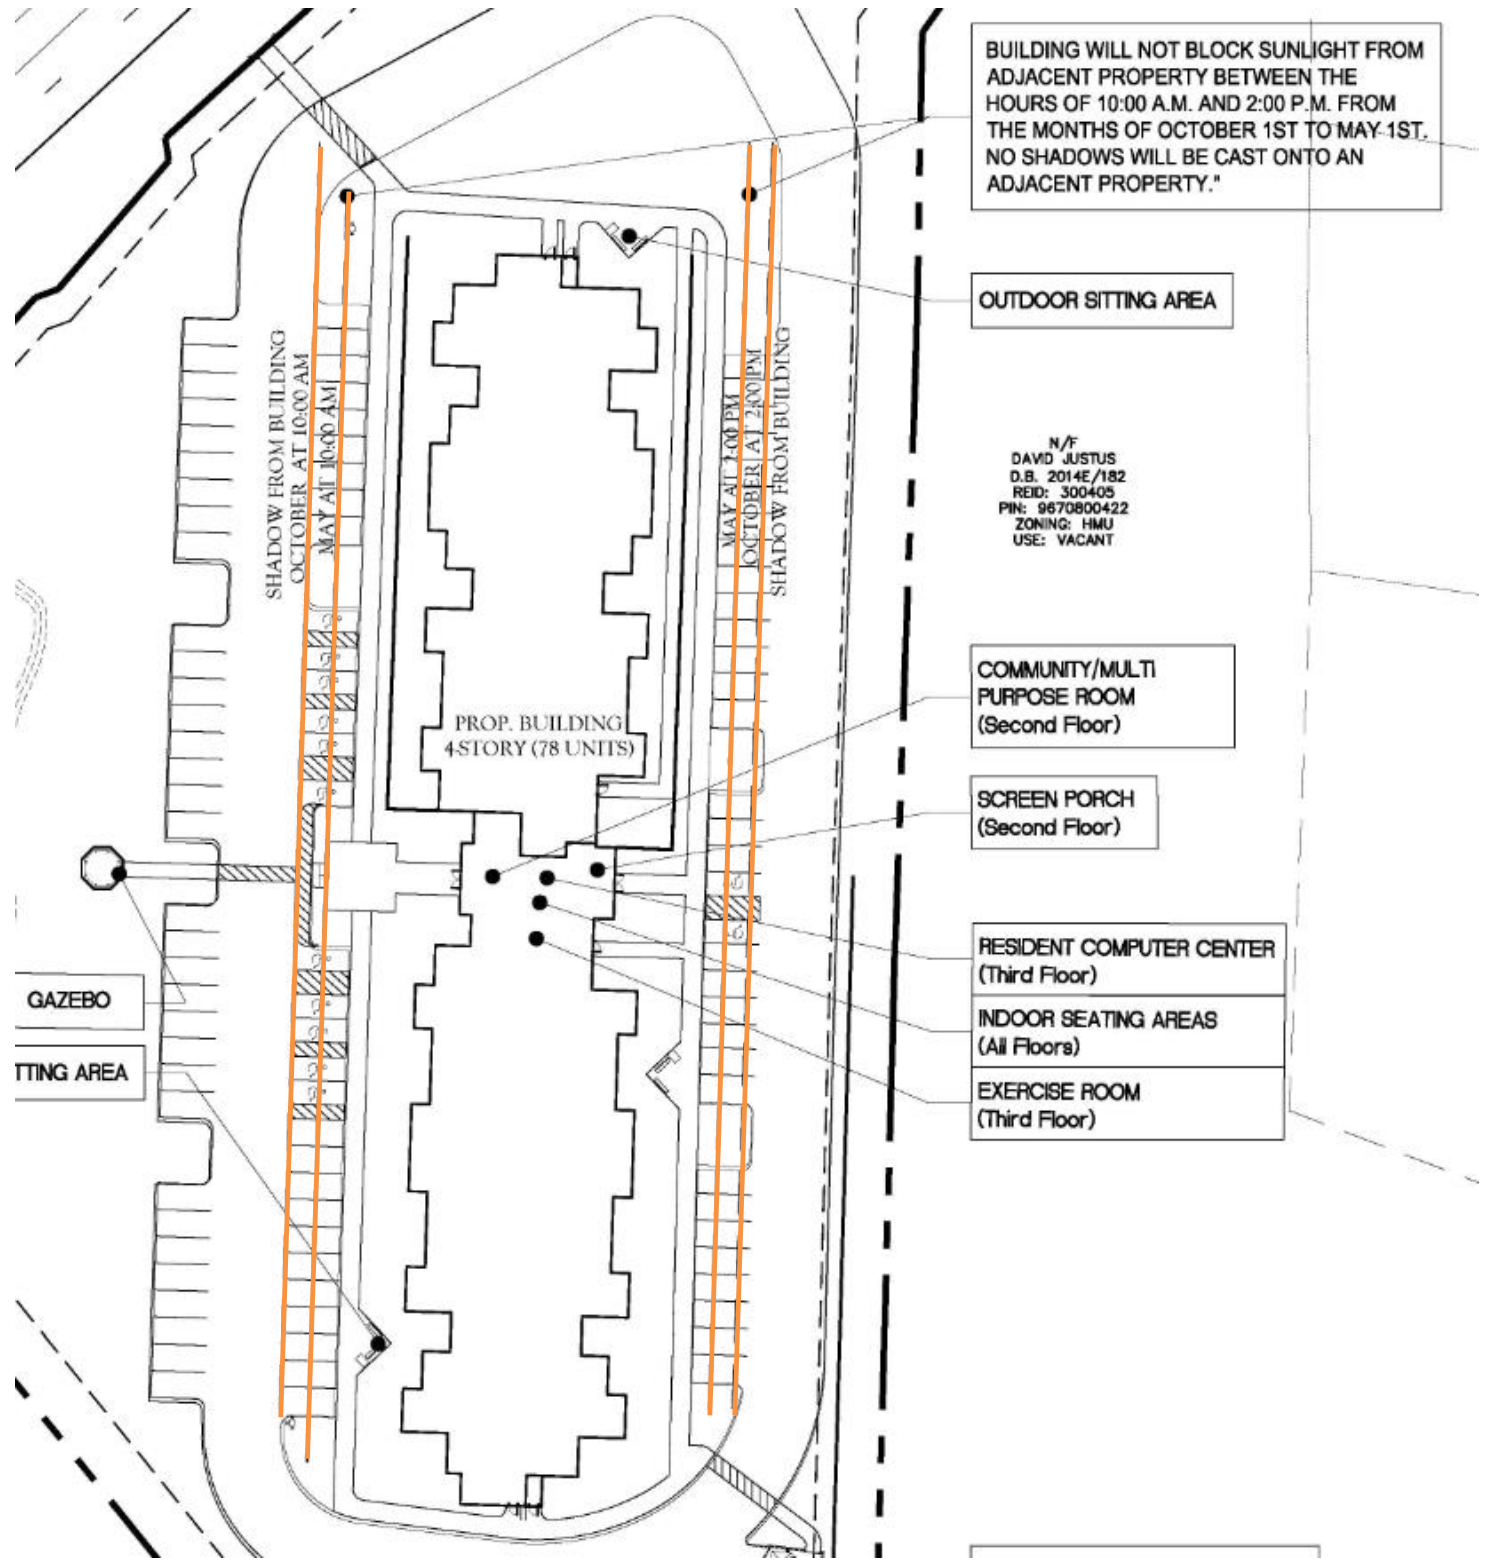 BUILDING WILL NOT BLOCK SUNLIGHT FROM
ADJACENT PROPERTY BETWEEN THE
HOURS OF 10:00 A.M. AND 2:00 P.M. FROM
THE MONTHS OF OCTOBER 1ST TO MAY 1ST.
NO SHADOWS WILL BE CAST ONTO AN
ADJACENT PROPERTY."
OUTDOOR SITTING AREA
SHADOW FROM BUILDING
OCTOBER AT 10:00 AM
MAY AT 10:00 AM
MAY AT 2:00 PM
OCTOBER AT 2:00 PM
SHADOW FROM BUILDING
N/F
DAVID JUSTUS
D.B. 2014E/182
REID: 300405
PIN: 9670800422
ZONING: HMU
USE: VACANT
COMMUNITY/MULTI
PURPOSE ROOM
(Second Floor)
PROP. BUILDING
4-STORY (78 UNITS)
SCREEN PORCH
(Second Floor)
RESIDENT COMPUTER CENTER
(Third Floor)
GAZEBO
INDOOR SEATING AREAS
(All Floors)
TTING AREA
EXERCISE ROOM
(Third Floor)